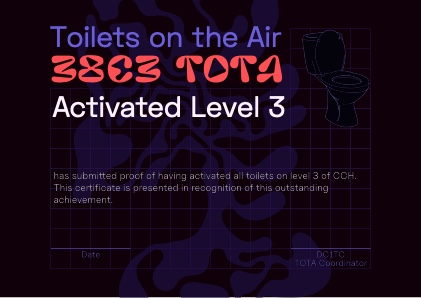 Toilets on the Air
38C3 TOTA
Activated Level 3
has submitted proof of having activated all toilets on level 3 of CCH.
This certificate is presented in recognition of this outstanding
achievement.
Date
DC1TC
TOTA Coordinator